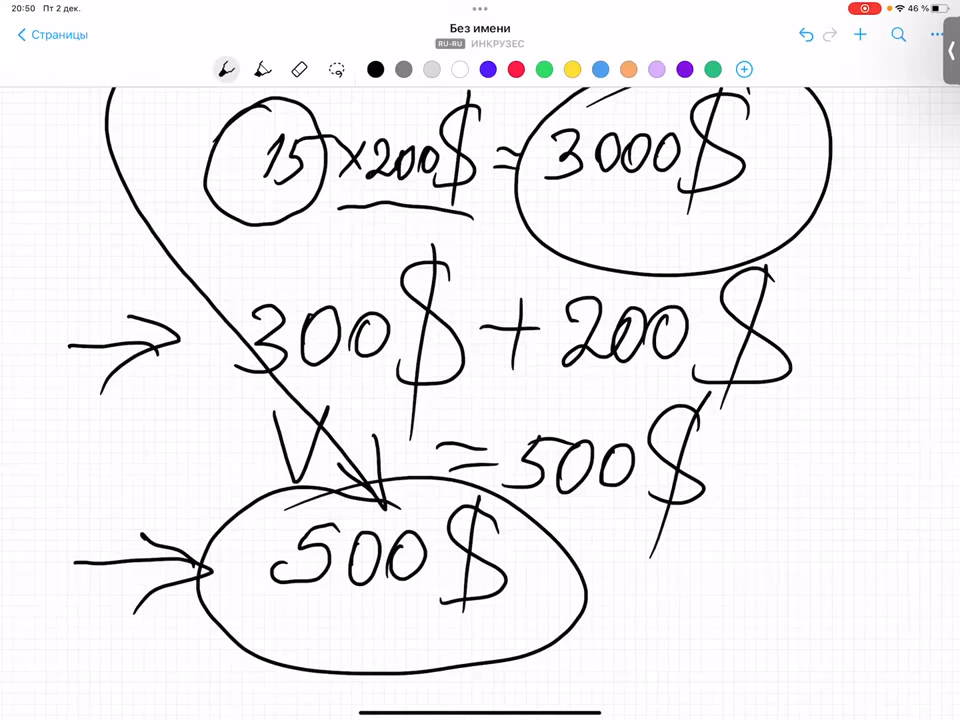 20:50 Пт 2 дек. 46 %
Страницы
Без имени
RU-RU ИНКРУЗЕС
15 × 200$ = 3000$
300$ + 200$
= 500$
500$